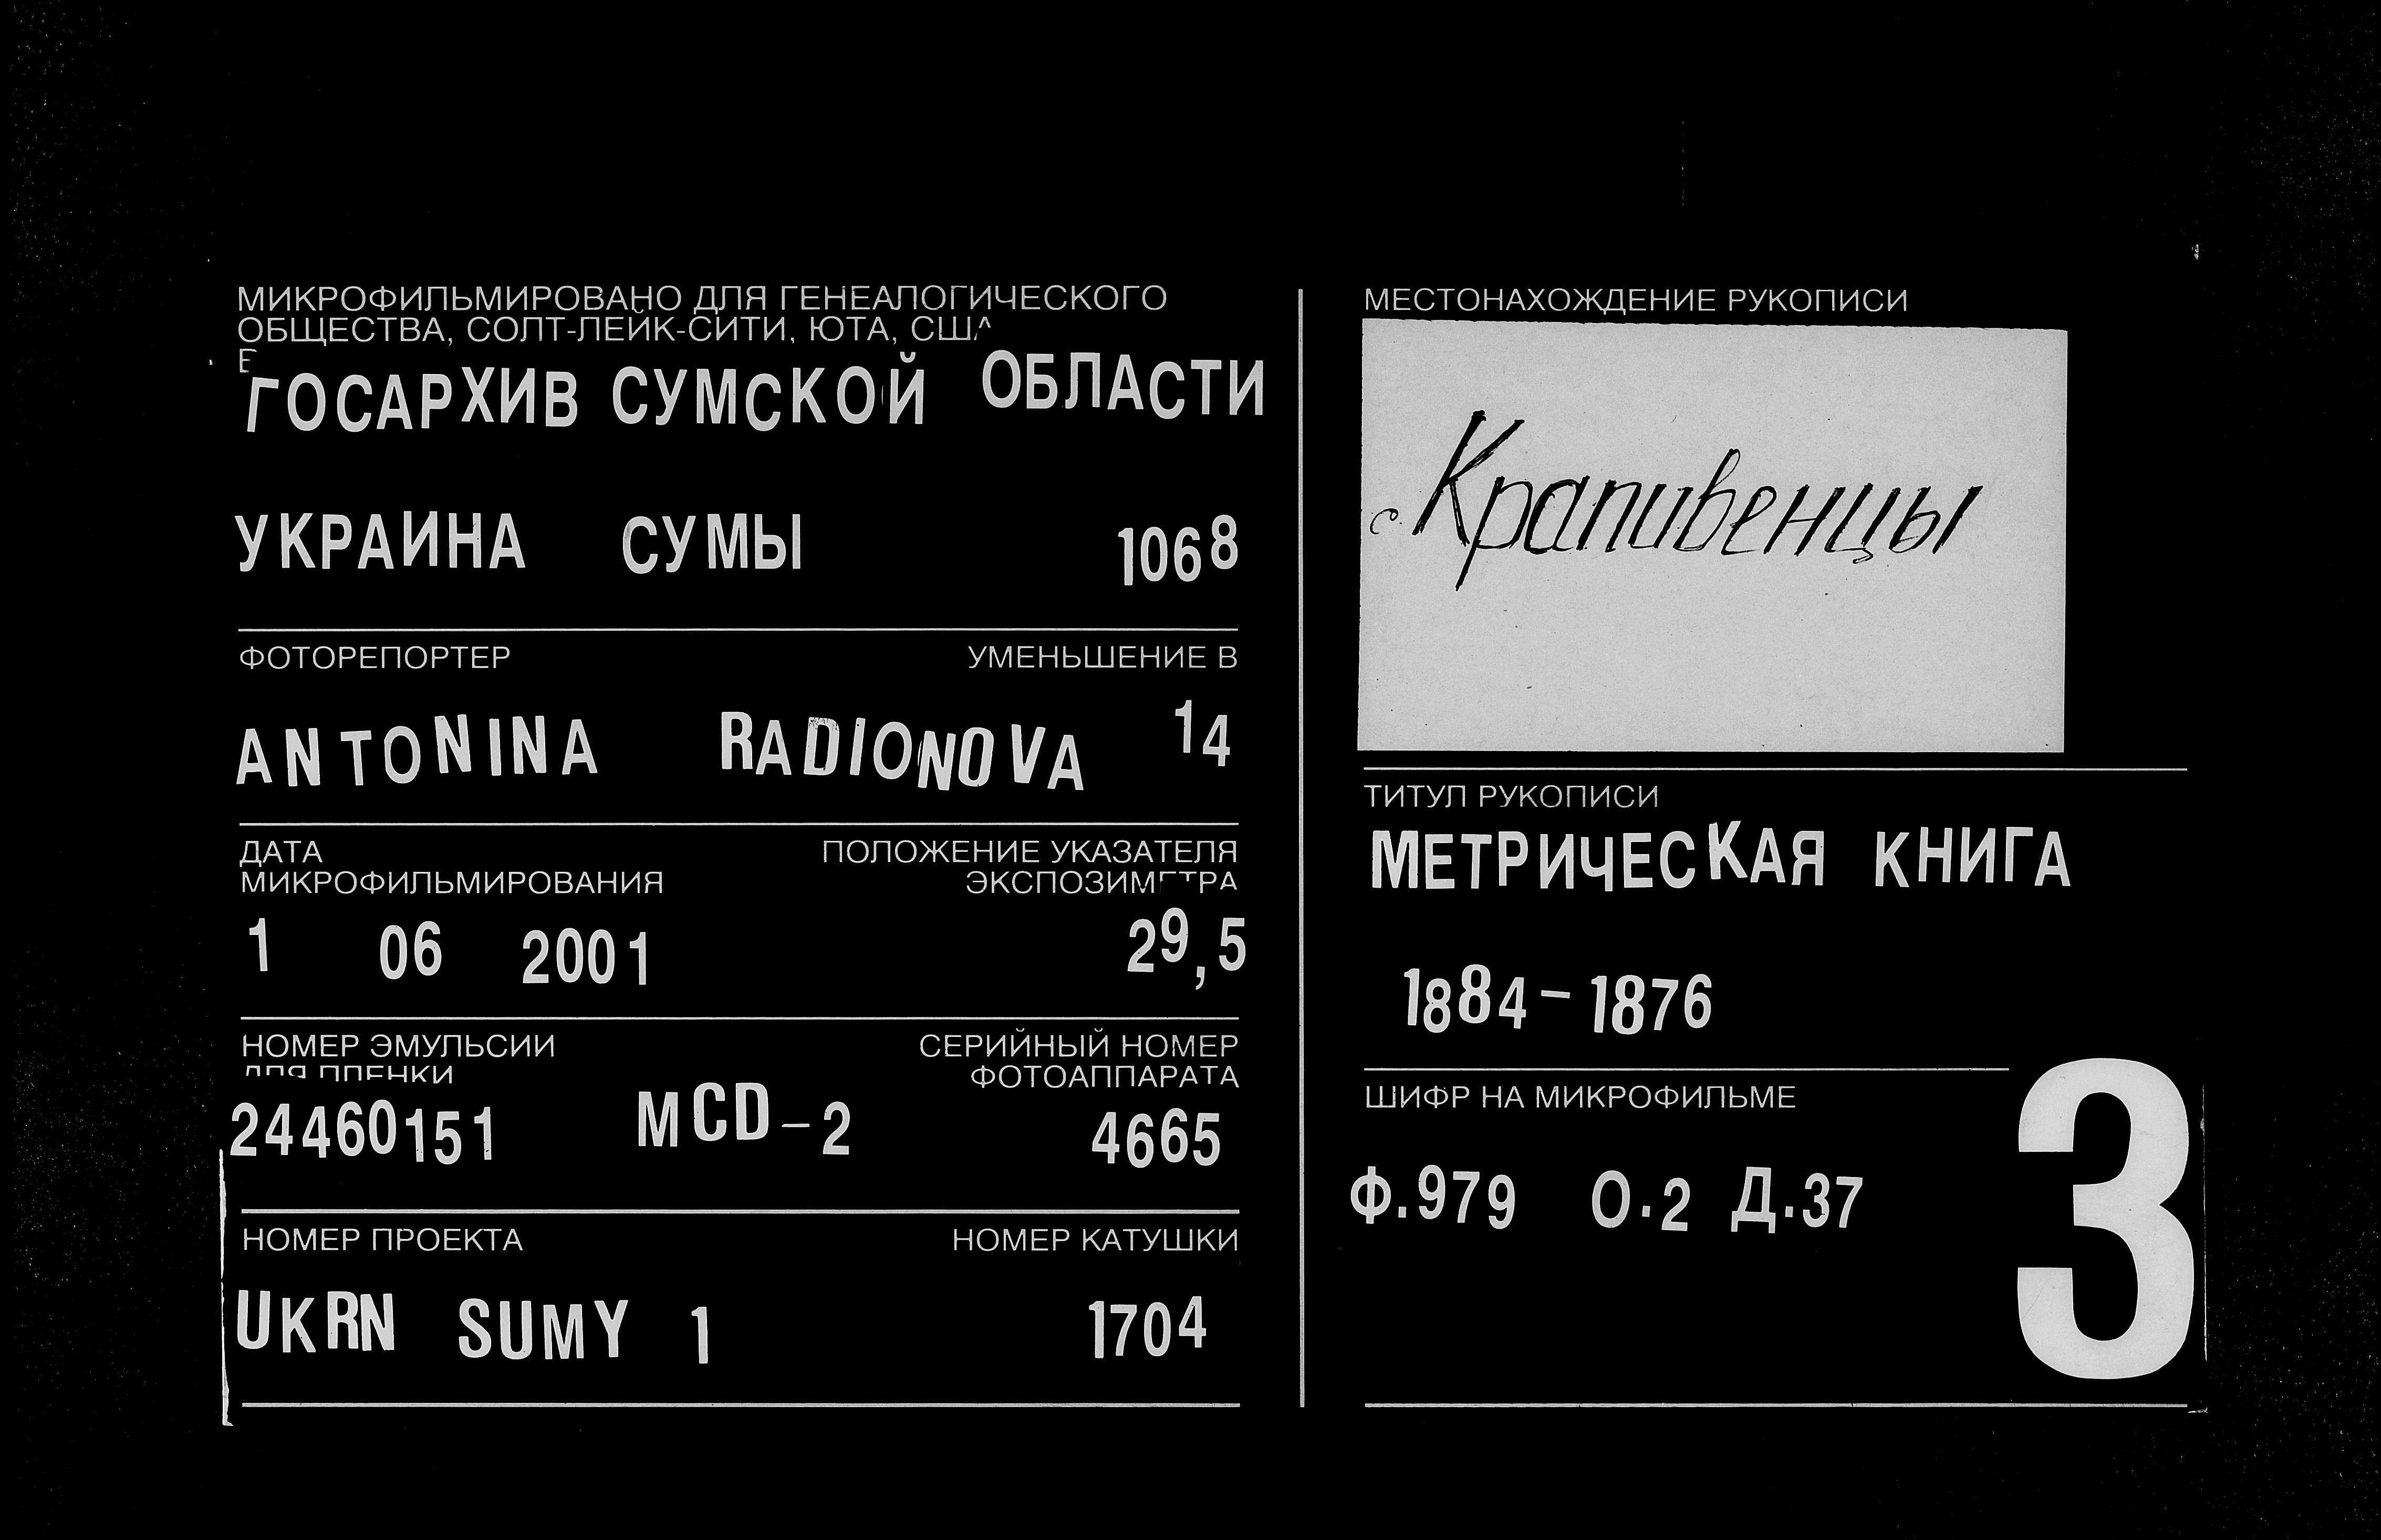 МИКРОФИЛЬМИРОВАНО ДЛЯ ГЕНЕАЛОГИЧЕСКОГО
ОБЩЕСТВА, СОЛТ-ЛЕЙК-СИТИ, ЮТА, США
ГОСАРХИВ СУМСКОЙ ОБЛАСТИ
УКРАИНА СУМЫ 1068
ФОТОРЕПОРТЕР УМЕНЬШЕНИЕ В
ANTONINA RADIONOVA 14
ДАТА ПОЛОЖЕНИЕ УКАЗАТЕЛЯ
МИКРОФИЛЬМИРОВАНИЯ ЭКСПОЗИМЕТРА
1 06 2001 29,5
НОМЕР ЭМУЛЬСИИ СЕРИЙНЫЙ НОМЕР
ДЛЯ ПЛЕНКИ ФОТОАППАРАТА
24460151 MCD-2 4665
НОМЕР ПРОЕКТА НОМЕР КАТУШКИ
UKRN SUMY 1 1704
МЕСТОНАХОЖДЕНИЕ РУКОПИСИ
с. Крапивенцы
ТИТУЛ РУКОПИСИ
МЕТРИЧЕСКАЯ КНИГА
1884-1876
ШИФР НА МИКРОФИЛЬМЕ
Ф.979 О.2 Д.37
3